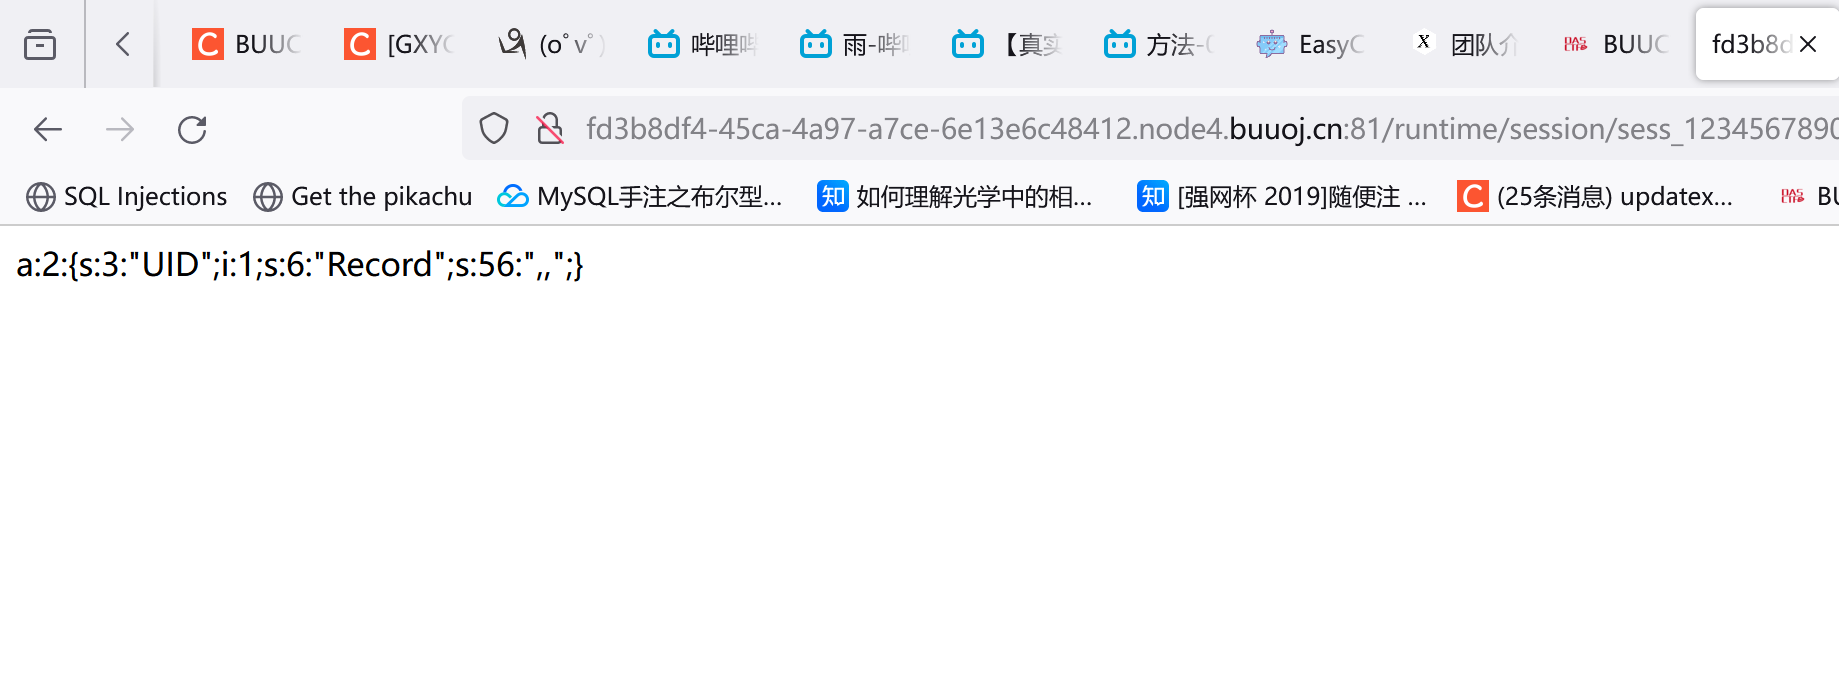 BUUC [GXYC (o°v°) 哔哩哔 雨-哔 【真实 方法- EasyC X 团队介 BUUC fd3b8d
fd3b8df4-45ca-4a97-a7ce-6e13e6c48412.node4.buuoj.cn:81/runtime/session/sess_1234567890
SQL Injections Get the pikachu MySQL手注之布尔型... 知 如何理解光学中的相... 知 [强网杯 2019]随便注 ... C (25条消息) updatex...
a:2:{s:3:"UID";i:1;s:6:"Record";s:56:",,";}